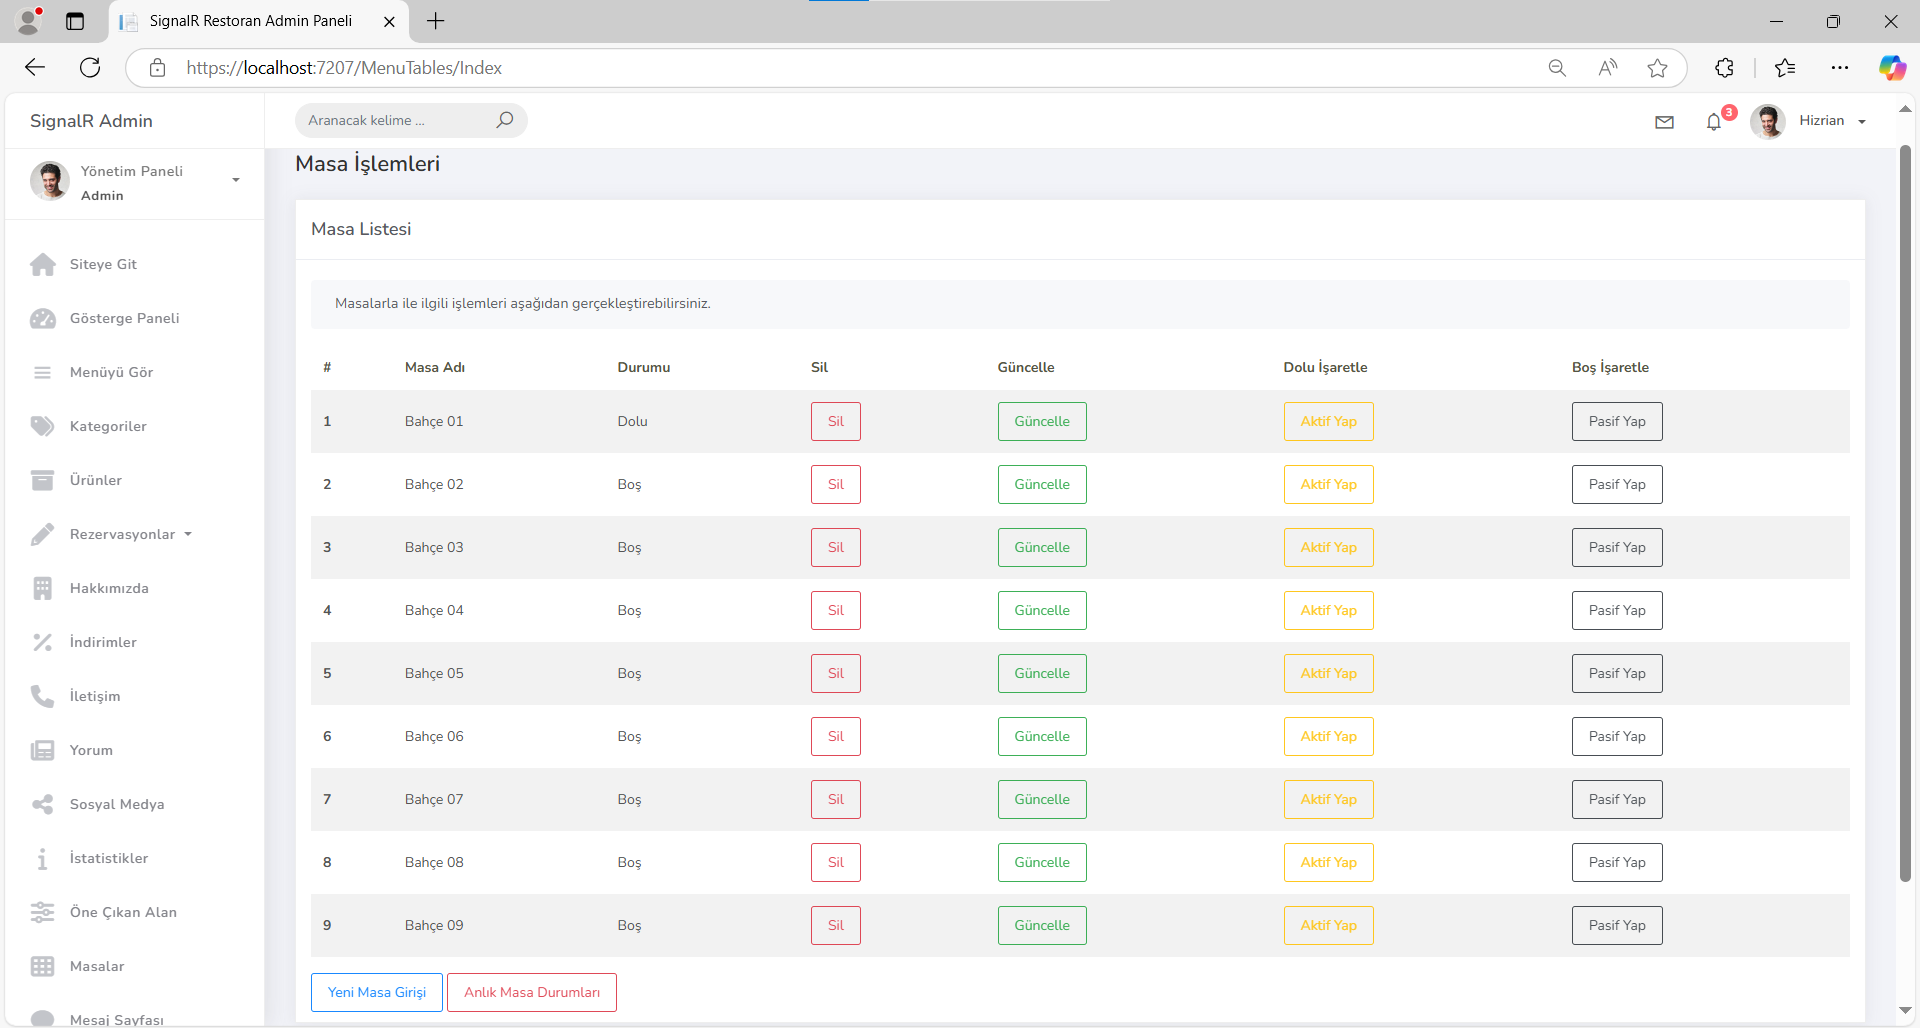 SignalR Restoran Admin Paneli
https://localhost:7207/MenuTables/Index
SignalR Admin
Aranacak kelime ...
3
Hizrian
Yönetim Paneli
Admin
Siteye Git
Gösterge Paneli
Menüyü Gör
Kategoriler
Ürünler
Rezervasyonlar
Hakkımızda
İndirimler
İletişim
Yorum
Sosyal Medya
İstatistikler
Öne Çıkan Alan
Masalar
Mesaj Sayfası
Masa İşlemleri
Masa Listesi
Masalarla ile ilgili işlemleri aşağıdan gerçekleştirebilirsiniz.
# Masa Adı Durumu Sil Güncelle Dolu İşaretle Boş İşaretle
1 Bahçe 01 Dolu Sil Güncelle Aktif Yap Pasif Yap
2 Bahçe 02 Boş Sil Güncelle Aktif Yap Pasif Yap
3 Bahçe 03 Boş Sil Güncelle Aktif Yap Pasif Yap
4 Bahçe 04 Boş Sil Güncelle Aktif Yap Pasif Yap
5 Bahçe 05 Boş Sil Güncelle Aktif Yap Pasif Yap
6 Bahçe 06 Boş Sil Güncelle Aktif Yap Pasif Yap
7 Bahçe 07 Boş Sil Güncelle Aktif Yap Pasif Yap
8 Bahçe 08 Boş Sil Güncelle Aktif Yap Pasif Yap
9 Bahçe 09 Boş Sil Güncelle Aktif Yap Pasif Yap
Yeni Masa Girişi Anlık Masa Durumları